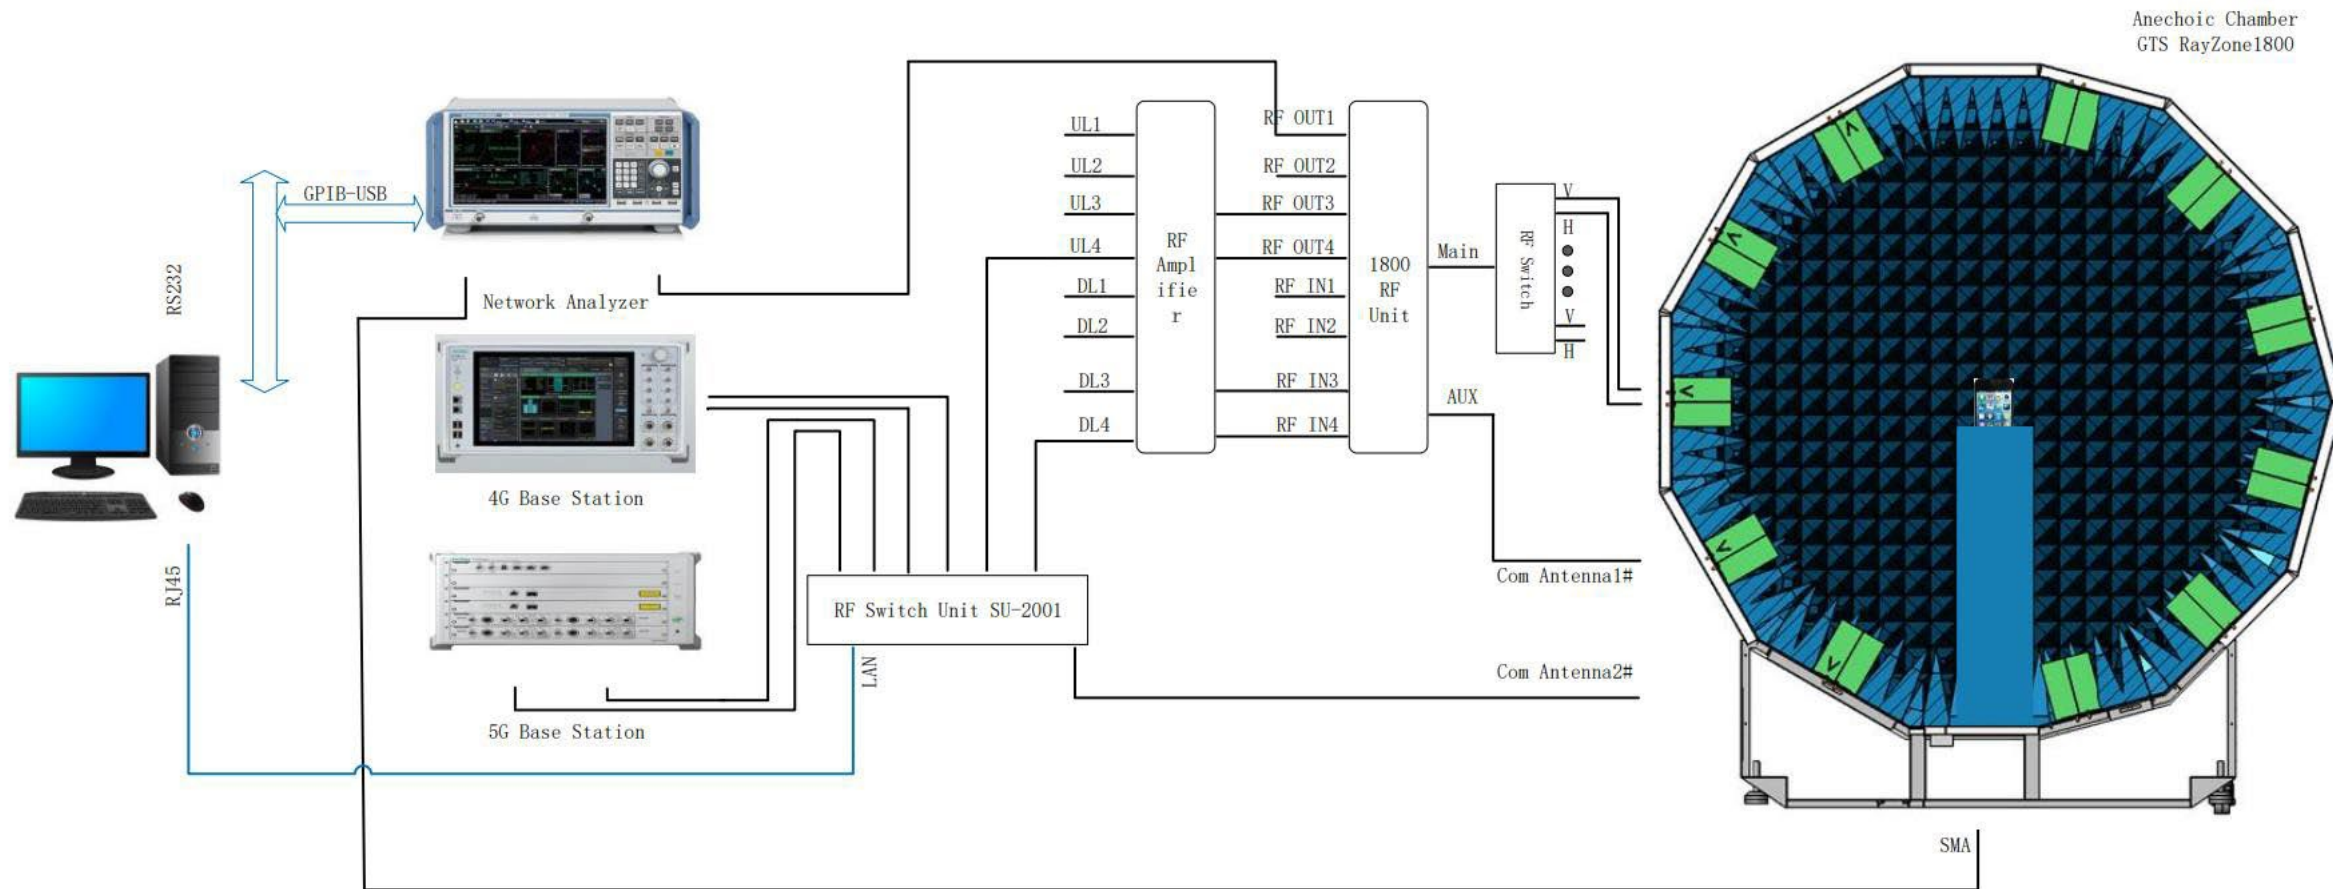 Anechoic Chamber
GTS RayZone1800
GPIB-USB
RS232
Network Analyzer
4G Base Station
RJ45
5G Base Station
LAN
RF Switch Unit SU-2001
UL1
UL2
UL3
UL4
DL1
DL2
DL3
DL4
RF
Ampl
ifie
r
RF OUT1
RF OUT2
RF OUT3
RF OUT4
RF IN1
RF IN2
RF IN3
RF IN4
1800
RF
Unit
Main
AUX
RF Switch
V
H
V
H
Com Antenna1#
Com Antenna2#
V
V
V
V
V
SMA